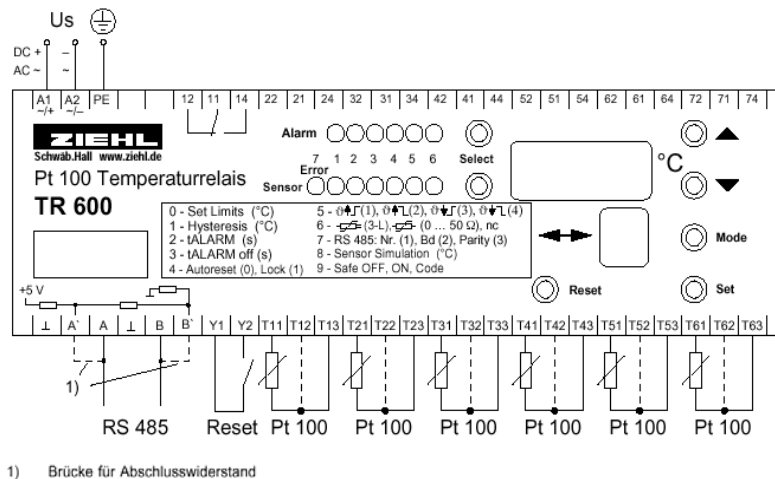 Us
DC + –
AC ~ ~
A1 A2 PE 12 11 14 22 21 24 32 31 34 42 41 44 52 51 54 62 61 64 72 71 74
~/+ ~/–
ZIEHL
Schwäb.Hall www.ziehl.de
Pt 100 Temperaturrelais
TR 600
Alarm
7 1 2 3 4 5 6
Error
Sensor
Select
°C
0 - Set Limits (°C)
1 - Hysteresis (°C)
2 - tALARM (s)
3 - tALARM off (s)
4 - Autoreset (0), Lock (1)
5 - ϑ (1), ϑ (2), ϑ (3), ϑ (4)
6 - (3-L), (0 ... 50 Ω), nc
7 - RS 485: Nr. (1), Bd (2), Parity (3)
8 - Sensor Simulation (°C)
9 - Safe OFF, ON, Code
Mode
Reset
Set
+5 V
⊥ A` A ⊥ B B` Y1 Y2 T11 T12 T13 T21 T22 T23 T31 T32 T33 T41 T42 T43 T51 T52 T53 T61 T62 T63
1)
RS 485 Reset Pt 100 Pt 100 Pt 100 Pt 100 Pt 100 Pt 100
1) Brücke für Abschlusswiderstand